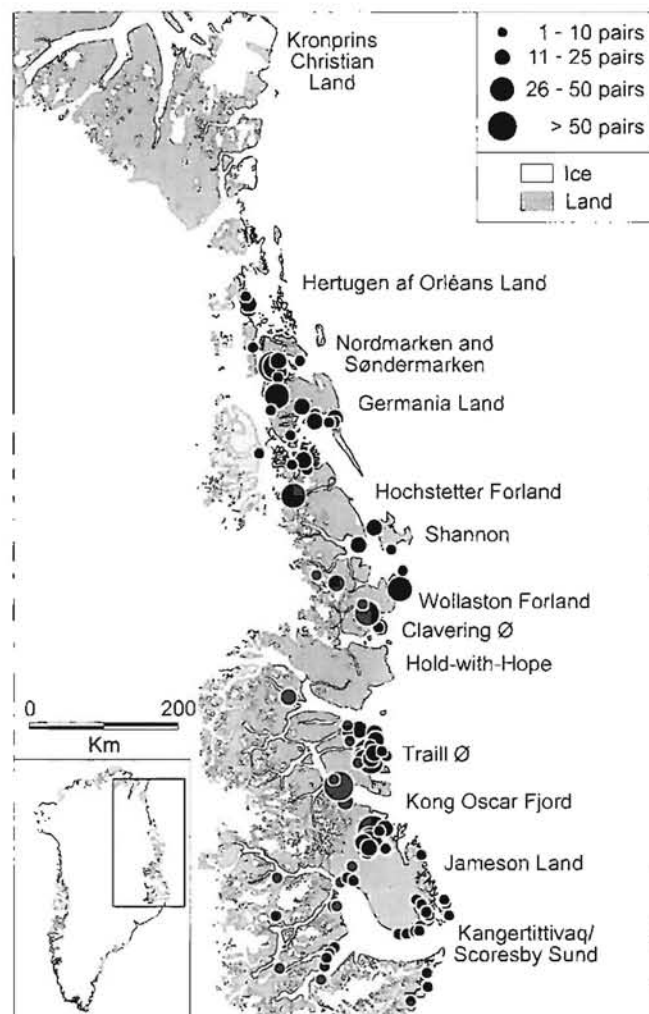 Kronprins
Christian
Land
1 - 10 pairs
11 - 25 pairs
26 - 50 pairs
> 50 pairs
Ice
Land
Hertugen af Orléans Land
Nordmarken and
Søndermarken
Germania Land
Hochstetter Forland
Shannon
Wollaston Forland
Clavering Ø
Hold-with-Hope
0 200
Km
Traill Ø
Kong Oscar Fjord
Jameson Land
Kangertittivaq/
Scoresby Sund